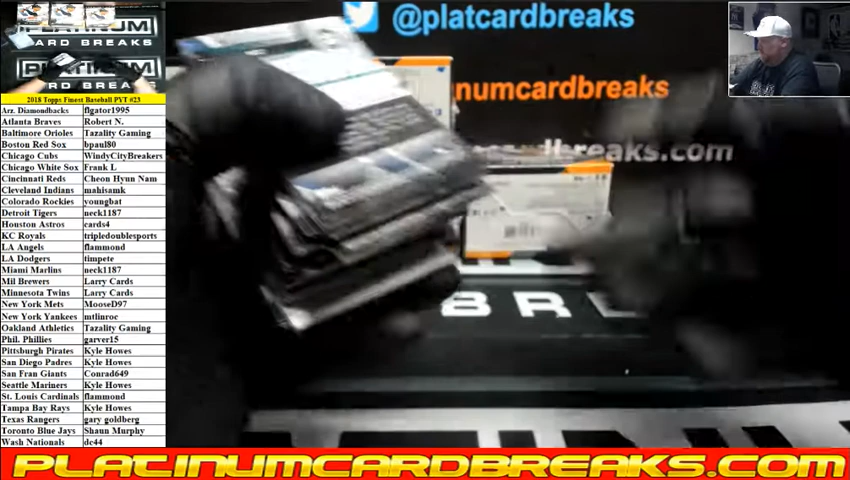 PLATINUM
CARD BREAKS
PLATINUM
ARD BREA
@platcardbreaks
numcardbreaks
breaks.com
BR
2018 Topps Finest Baseball PYT #23
Arz. Diamondbacks flgator1995
Atlanta Braves Robert N.
Baltimore Orioles Tazality Gaming
Boston Red Sox bpaul80
Chicago Cubs WindyCityBreakers
Chicago White Sox Frank L
Cincinnati Reds Cheon Hyun Nam
Cleveland Indians mahisamk
Colorado Rockies youngbat
Detroit Tigers neck1187
Houston Astros cards4
KC Royals tripledoublesports
LA Angels flammond
LA Dodgers timpete
Miami Marlins neck1187
Mil Brewers Larry Cards
Minnesota Twins Larry Cards
New York Mets MooseD97
New York Yankees mtlinroc
Oakland Athletics Tazality Gaming
Phil. Phillies garver15
Pittsburgh Pirates Kyle Howes
San Diego Padres Kyle Howes
San Fran Giants Conrad649
Seattle Mariners Kyle Howes
St. Louis Cardinals flammond
Tampa Bay Rays Kyle Howes
Texas Rangers gary goldberg
Toronto Blue Jays Shaun Murphy
Wash Nationals dc44
PLATINUMCARDBREAKS.COM